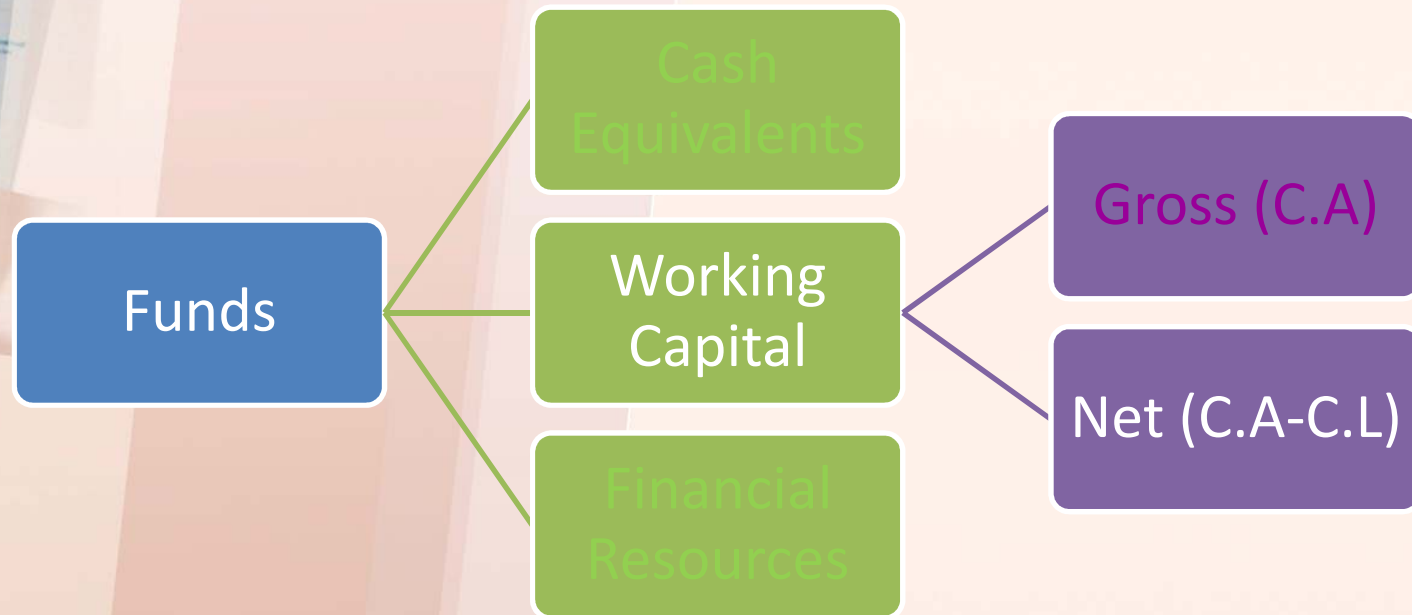 Funds
Cash
Equivalents
Working
Capital
Financial
Resources
Gross (C.A)
Net (C.A-C.L)